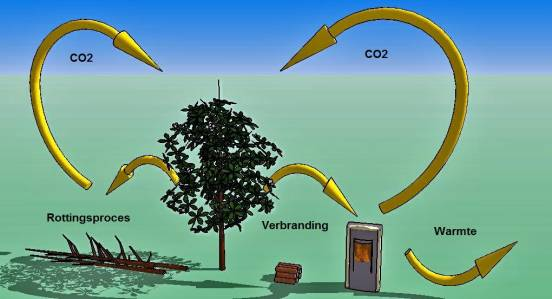 CO2
CO2
Rottingsproces
Verbranding
Warmte